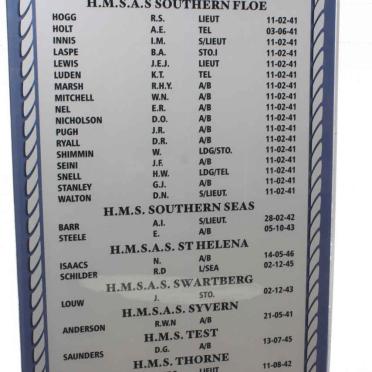 H.M.S.A.S SOUTHERN FLOE
HOGG R.S. LIEUT 11-02-41
HOLT A.E. TEL 03-06-41
INNIS I.M. S/LIEUT 11-02-41
LASPE B.A. STO.I 11-02-41
LEWIS J.E.J. LIEUT 11-02-41
LUDEN K.T. TEL 11-02-41
MARSH R.H.Y. A/B 11-02-41
MITCHELL W.N. A/B 11-02-41
NEL E.R. A/B 11-02-41
NICHOLSON D.O. A/B 11-02-41
PUGH J.R. A/B 11-02-41
RYALL D.R. A/B 11-02-41
SHIMMIN W. LDG/STO. 11-02-41
SEINI J.F. A/B 11-02-41
SNELL H.W. LDG/TEL 11-02-41
STANLEY G.J. A/B 11-02-41
WALTON D.N. S/LIEUT. 11-02-41
H.M.S. SOUTHERN SEAS
BARR A.I. S/LIEUT. 28-02-42
STEELE E. A/B 05-10-43
H.M.S.A.S. ST HELENA
ISAACS N. A/B 14-05-46
SCHILDER R.D L/SEA 02-12-45
H.M.S.A.S. SWARTBERG
LOUW J. STO. 02-12-43
H.M.S.A.S. SYVERN
ANDERSON R.W.N A/B 21-05-41
H.M.S. TEST
SAUNDERS D.G. A/B 13-07-45
H.M.S. THORNE
11-08-42